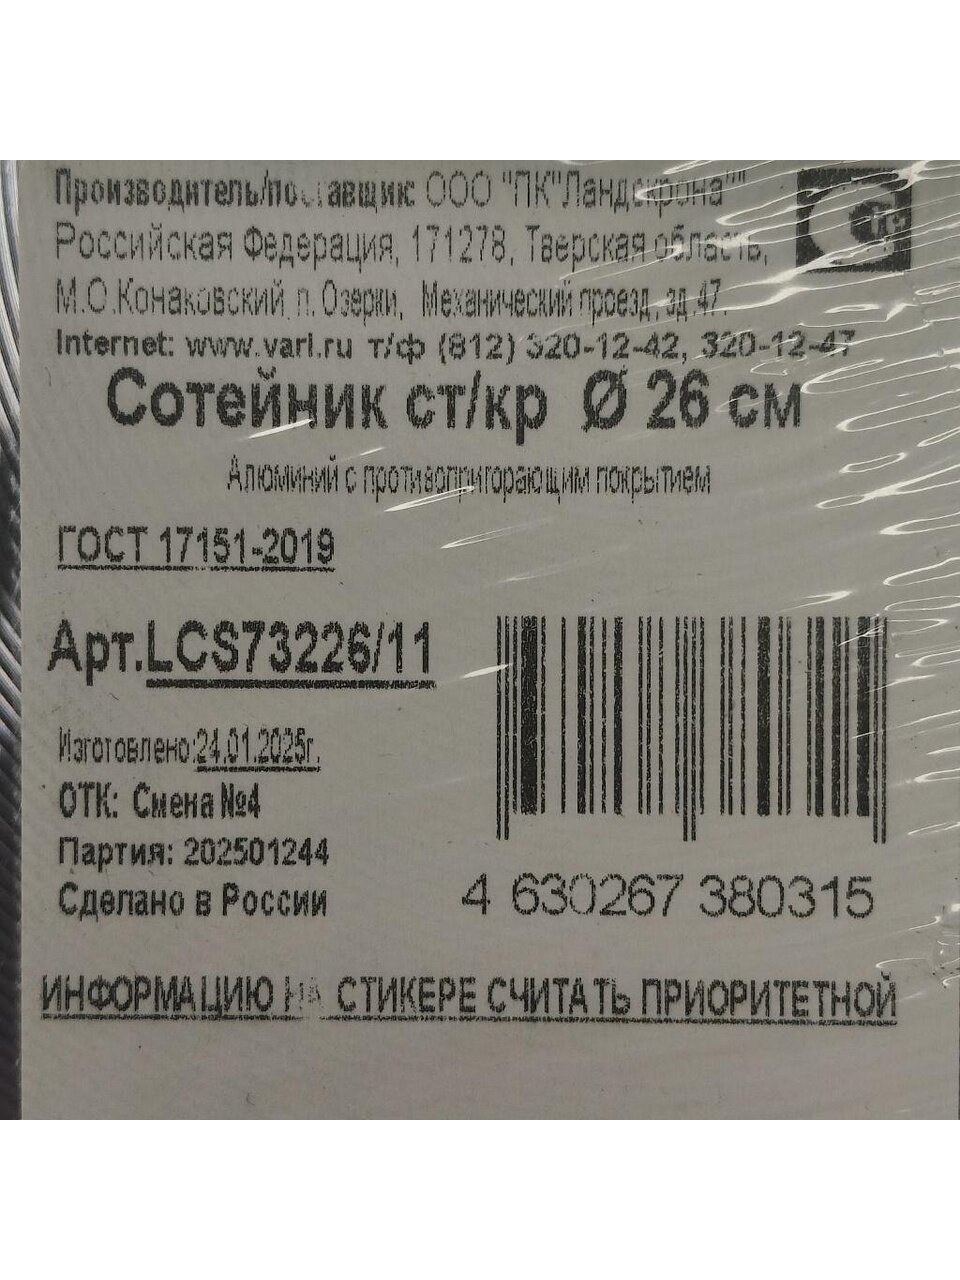 Производитель/поставщик: ООО "ПК"Ландскрона""
Российская Федерация, 171278, Тверская область,
М.О.Конаковский, п. Озерки, Механический проезд, зд.47.
Internet: www.vari.ru т/ф (812) 320-12-42, 320-12-47
Сотейник ст/кр Ø 26 см
Алюминий с противопригорающим покрытием
ГОСТ 17151-2019
Арт.LCS73226/11
Изготовлено:24.01.2025г.
ОТК: Смена №4
Партия: 202501244
Сделано в России
4 630267 380315
ИНФОРМАЦИЮ НА СТИКЕРЕ СЧИТАТЬ ПРИОРИТЕТНОЙ